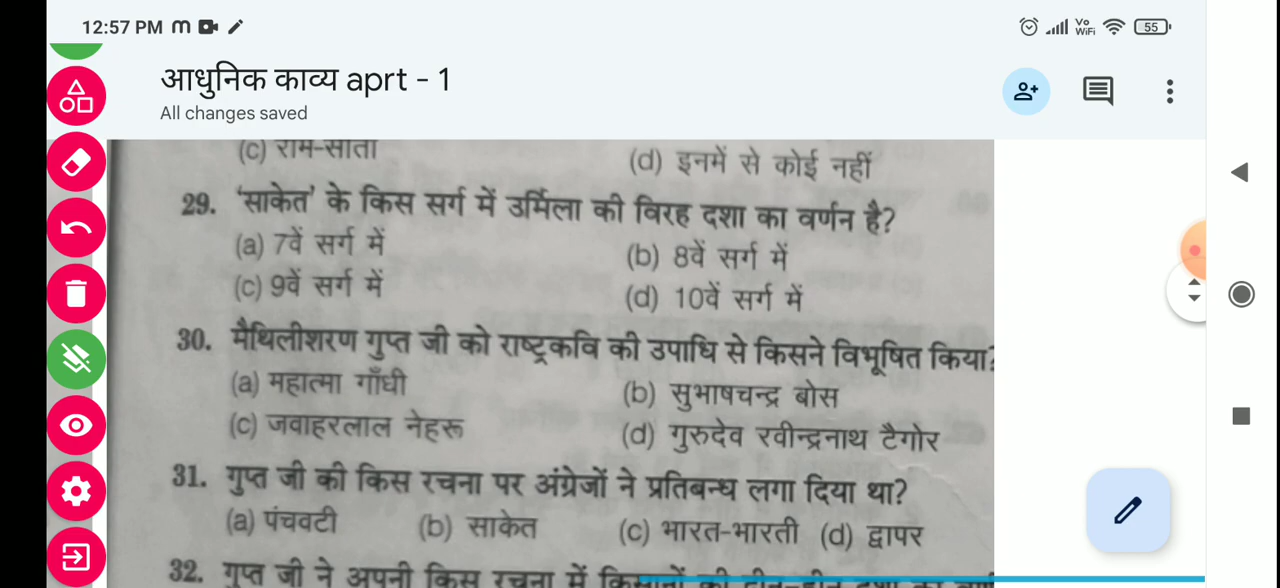 12:57 PM
Vo WiFi 55
आधुनिक काव्य aprt - 1
All changes saved
(c) राम-सीता (d) इनमें से कोई नहीं
29. 'साकेत' के किस सर्ग में उर्मिला की विरह दशा का वर्णन है?
(a) 7वें सर्ग में (b) 8वें सर्ग में
(c) 9वें सर्ग में (d) 10वें सर्ग में
30. मैथिलीशरण गुप्त जी को राष्ट्रकवि की उपाधि से किसने विभूषित किया?
(a) महात्मा गाँधी (b) सुभाषचन्द्र बोस
(c) जवाहरलाल नेहरू (d) गुरुदेव रवीन्द्रनाथ टैगोर
31. गुप्त जी की किस रचना पर अंग्रेजों ने प्रतिबन्ध लगा दिया था?
(a) पंचवटी (b) साकेत (c) भारत-भारती (d) द्वापर
32. गुप्त जी ने अपनी किस रचना में किसानों की